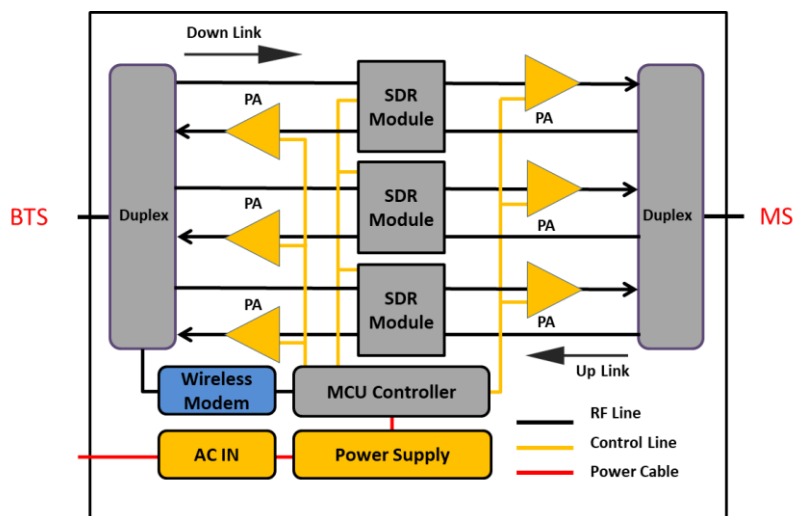 Down Link
PA
SDR
Module
PA
BTS
Duplex
PA
SDR
Module
PA
Duplex
MS
PA
SDR
Module
PA
Up Link
Wireless
Modem
MCU Controller
AC IN
Power Supply
RF Line
Control Line
Power Cable